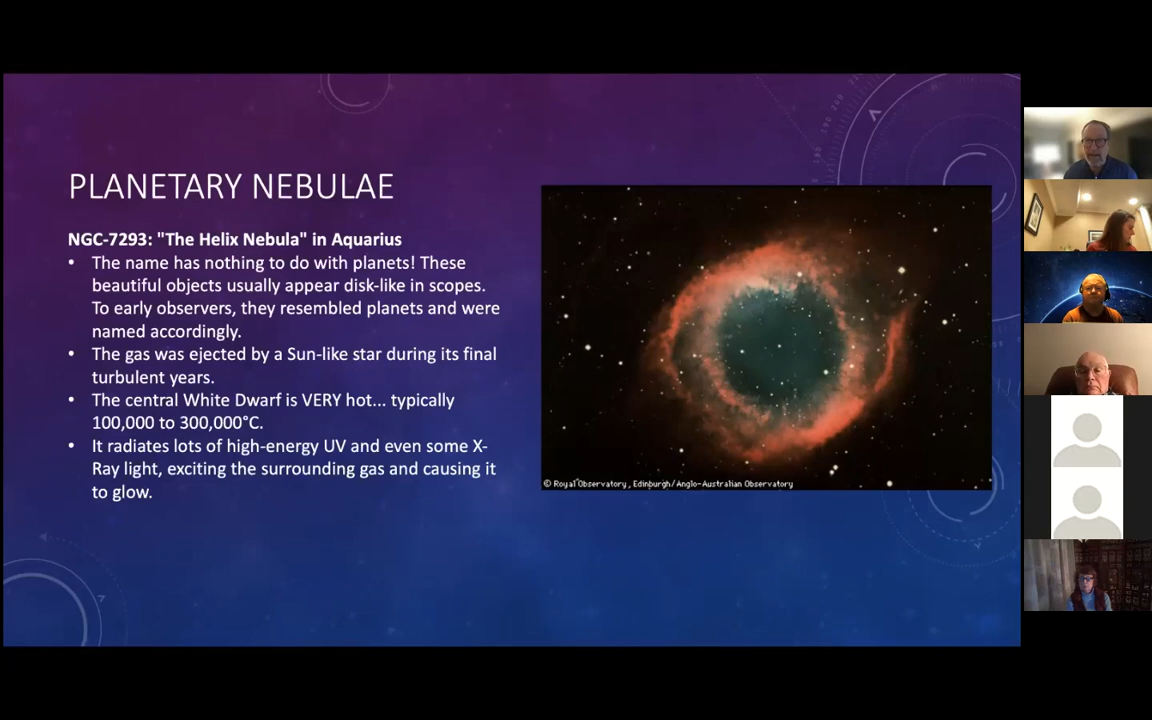 PLANETARY NEBULAE
NGC-7293: "The Helix Nebula" in Aquarius
• The name has nothing to do with planets! These
beautiful objects usually appear disk-like in scopes.
To early observers, they resembled planets and were
named accordingly.
• The gas was ejected by a Sun-like star during its final
turbulent years.
• The central White Dwarf is VERY hot... typically
100,000 to 300,000°C.
• It radiates lots of high-energy UV and even some X-
Ray light, exciting the surrounding gas and causing it
to glow.
© Royal Observatory, Edinburgh/Anglo-Australian Observatory